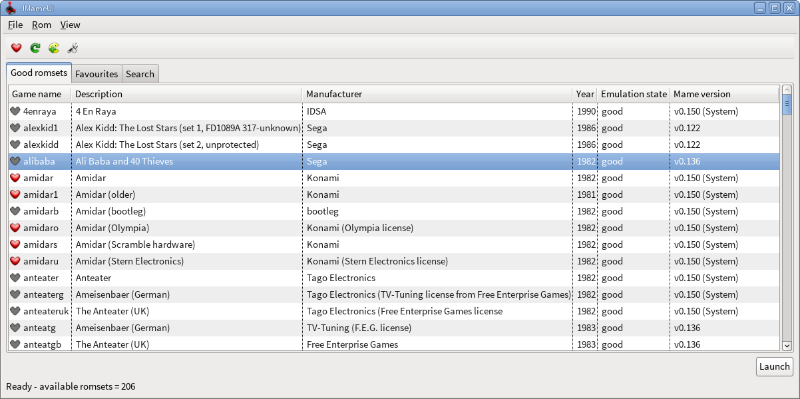 IMameUI
File Rom View
Good romsets Favourites Search
Game name Description Manufacturer Year Emulation state Mame version
4enraya 4 En Raya IDSA 1990 good v0.150 (System)
alexkid1 Alex Kidd: The Lost Stars (set 1, FD1089A 317-unknown) Sega 1986 good v0.122
alexkidd Alex Kidd: The Lost Stars (set 2, unprotected) Sega 1986 good v0.122
alibaba Ali Baba and 40 Thieves Sega 1982 good v0.136
amidar Amidar Konami 1982 good v0.150 (System)
amidar1 Amidar (older) Konami 1981 good v0.150 (System)
amidarb Amidar (bootleg) bootleg 1982 good v0.150 (System)
amidaro Amidar (Olympia) Konami (Olympia license) 1982 good v0.150 (System)
amidars Amidar (Scramble hardware) Konami 1982 good v0.150 (System)
amidaru Amidar (Stern Electronics) Konami (Stern Electronics license) 1982 good v0.150 (System)
anteater Anteater Tago Electronics 1982 good v0.150 (System)
anteaterg Ameisenbaer (German) Tago Electronics (TV-Tuning license from Free Enterprise Games) 1982 good v0.150 (System)
anteateruk The Anteater (UK) Tago Electronics (Free Enterprise Games license 1982 good v0.150 (System)
anteatg Ameisenbaer (German) TV-Tuning (F.E.G. license) 1983 good v0.136
anteatgb The Anteater (UK) Free Enterprise Games 1983 good v0.136
Launch
Ready - available romsets = 206